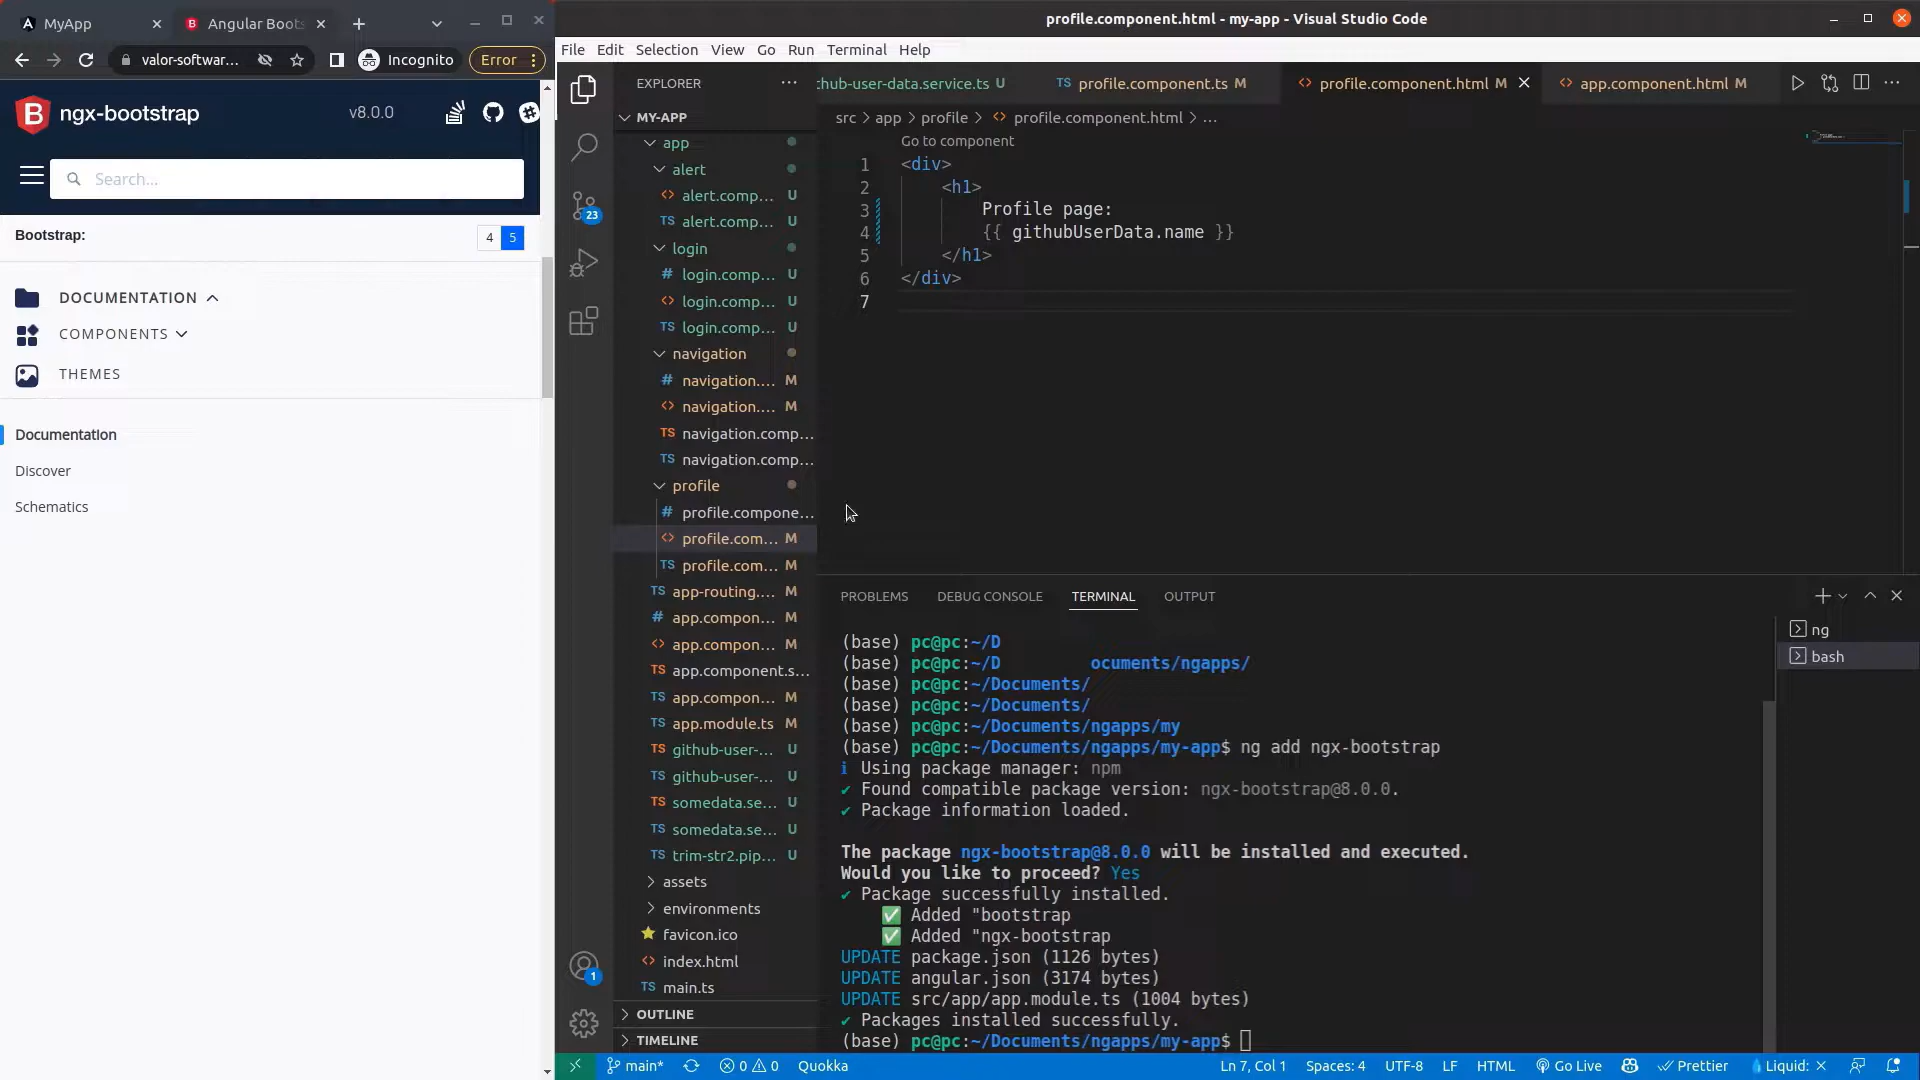 MyApp
Angular Boots
valor-softwar...
Incognito
Error
ngx-bootstrap
v8.0.0
Search...
Bootstrap:
4 5
DOCUMENTATION
COMPONENTS
THEMES
Documentation
Discover
Schematics
profile.component.html - my-app - Visual Studio Code
File Edit Selection View Go Run Terminal Help
EXPLORER
MY-APP
app
alert
alert.comp... U
alert.comp... U
login
login.comp... U
login.comp... U
login.comp... U
navigation
navigation.... M
navigation.... M
navigation.comp...
navigation.comp...
profile
profile.compone...
profile.com... M
profile.com... M
app-routing.... M
app.compon... M
app.compon... M
app.component.s...
app.compon... M
app.module.ts M
github-user-... U
github-user-... U
somedata.se... U
somedata.se... U
trim-str2.pip... U
assets
environments
favicon.ico
index.html
main.ts
OUTLINE
TIMELINE
23
1
thub-user-data.service.ts U
TS profile.component.ts M
profile.component.html M
app.component.html M
src > app > profile > profile.component.html > ...
Go to component
1 <div>
2 <h1>
3 Profile page:
4 {{ githubUserData.name }}
5 </h1>
6 </div>
7
PROBLEMS DEBUG CONSOLE TERMINAL OUTPUT
ng
bash
(base) pc@pc:~/D
(base) pc@pc:~/D ocuments/ngapps/
(base) pc@pc:~/Documents/
(base) pc@pc:~/Documents/
(base) pc@pc:~/Documents/ngapps/my
(base) pc@pc:~/Documents/ngapps/my-app$ ng add ngx-bootstrap
ℹ Using package manager: npm
✔ Found compatible package version: ngx-bootstrap@8.0.0.
✔ Package information loaded.
The package ngx-bootstrap@8.0.0 will be installed and executed.
Would you like to proceed? Yes
✔ Package successfully installed.
✅ Added "bootstrap
✅ Added "ngx-bootstrap
UPDATE package.json (1126 bytes)
UPDATE angular.json (3174 bytes)
UPDATE src/app/app.module.ts (1004 bytes)
✔ Packages installed successfully.
(base) pc@pc:~/Documents/ngapps/my-app$
main* 0 0 Quokka Ln 7, Col 1 Spaces: 4 UTF-8 LF HTML Go Live Prettier Liquid: ✕